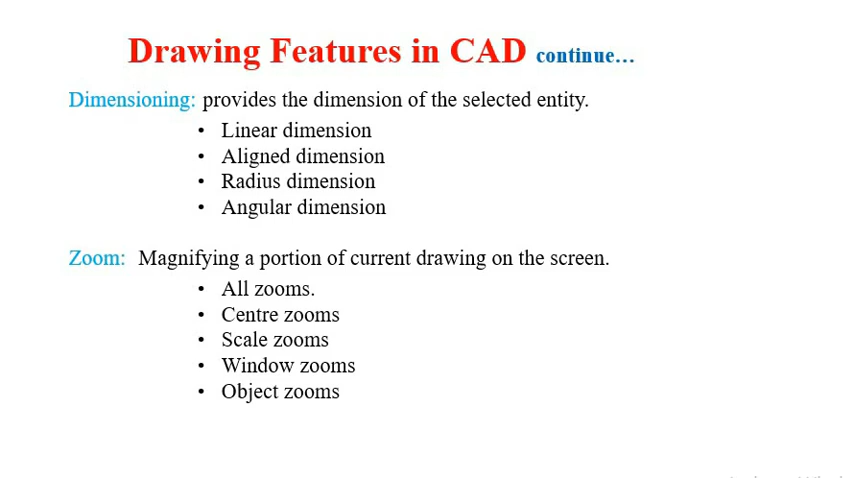 Drawing Features in CAD continue…
Dimensioning: provides the dimension of the selected entity.
• Linear dimension
• Aligned dimension
• Radius dimension
• Angular dimension
Zoom: Magnifying a portion of current drawing on the screen.
• All zooms.
• Centre zooms
• Scale zooms
• Window zooms
• Object zooms